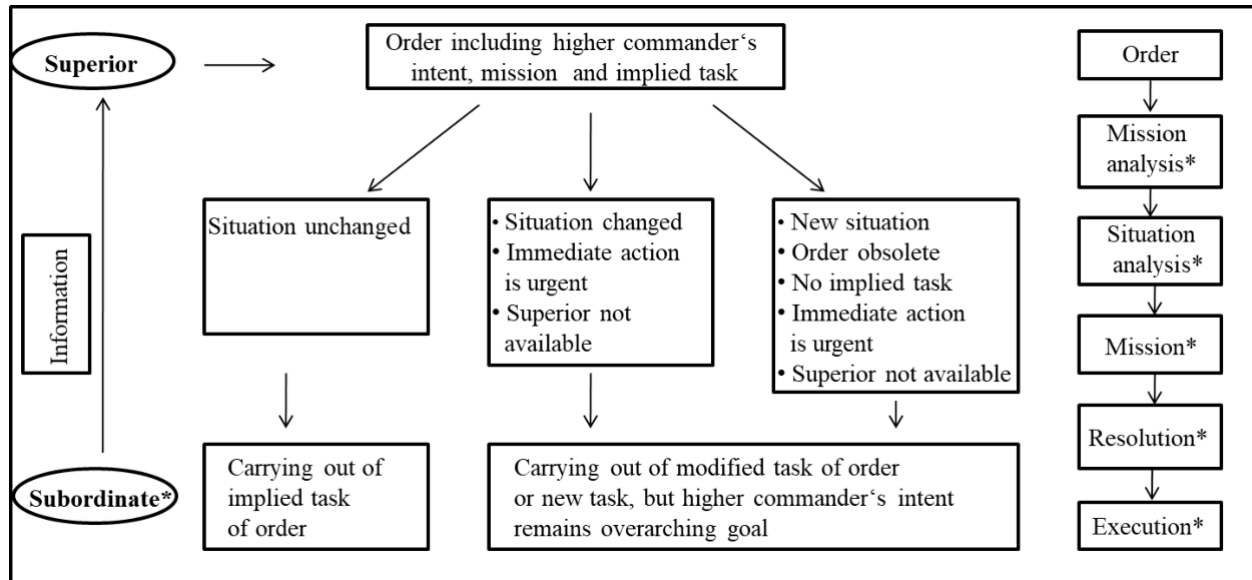 Superior
Order including higher commander‘s
intent, mission and implied task
Situation unchanged
• Situation changed
• Immediate action
is urgent
• Superior not
available
• New situation
• Order obsolete
• No implied task
• Immediate action
is urgent
• Superior not available
Information
Subordinate*
Carrying out of
implied task
of order
Carrying out of modified task of order
or new task, but higher commander‘s intent
remains overarching goal
Order
Mission
analysis*
Situation
analysis*
Mission*
Resolution*
Execution*